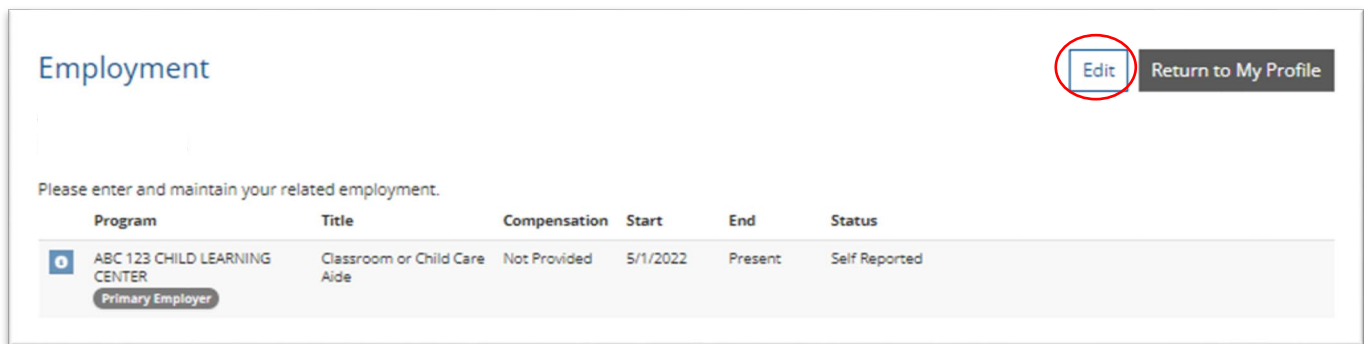 Employment
Edit Return to My Profile
Please enter and maintain your related employment.
Program Title Compensation Start End Status
ABC 123 CHILD LEARNING Classroom or Child Care Not Provided 5/1/2022 Present Self Reported
CENTER Aide
Primary Employer